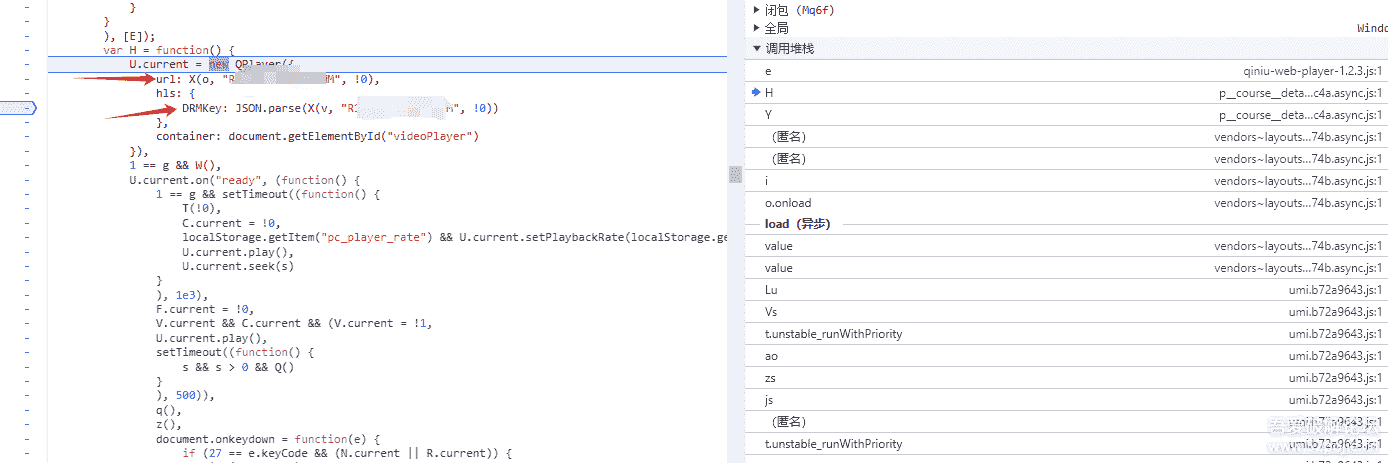 }
}
), [E]);
var H = function() {
U.current = new QPlayer({
url: X(o, "R M", !0),
hls: {
DRMKey: JSON.parse(X(v, "R M", !0))
},
container: document.getElementById("videoPlayer")
}),
1 == g && W(),
U.current.on("ready", (function() {
1 == g && setTimeout((function() {
T(!0),
C.current = !0,
localStorage.getItem("pc_player_rate") && U.current.setPlaybackRate(localStorage.ge
U.current.play(),
U.current.seek(s)
}
), 1e3),
F.current = !0,
V.current && C.current && (V.current = !1,
U.current.play(),
setTimeout((function() {
s && s > 0 && Q()
}
), 500)),
q(),
z(),
document.onkeydown = function(e) {
if (27 == e.keyCode && (N.current || R.current)) {
闭包 (Mq6f)
全局 Windo
调用堆栈
e qiniu-web-player-1.2.3.js:1
H p__course__deta...c4a.async.js:1
Y p__course__deta...c4a.async.js:1
(匿名) vendors~layouts...74b.async.js:1
(匿名) vendors~layouts...74b.async.js:1
i vendors~layouts...74b.async.js:1
o.onload vendors~layouts...74b.async.js:1
load (异步)
value vendors~layouts...74b.async.js:1
value vendors~layouts...74b.async.js:1
Lu umi.b72a9643.js:1
Vs umi.b72a9643.js:1
t.unstable_runWithPriority umi.b72a9643.js:1
ao umi.b72a9643.js:1
zs umi.b72a9643.js:1
js umi.b72a9643.js:1
(匿名) umi.b72a9643.js:1
t.unstable_runWithPriority umi.b72a9643.js:1